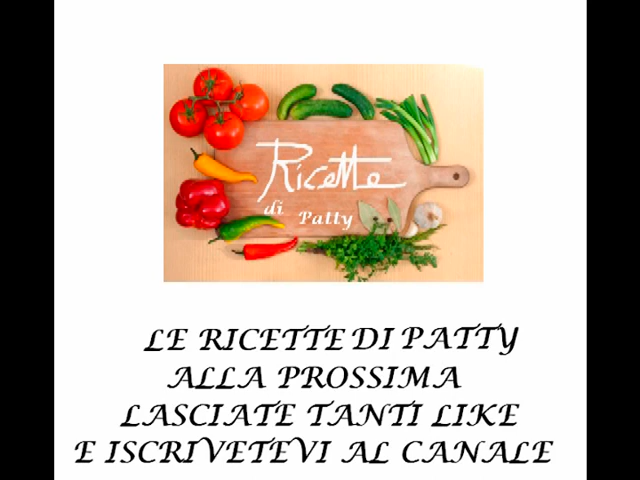 Ricette
di Patty
LE RICETTE DI PATTY
ALLA PROSSIMA
LASCIATE TANTI LIKE
E ISCRIVETEVI AL CANALE